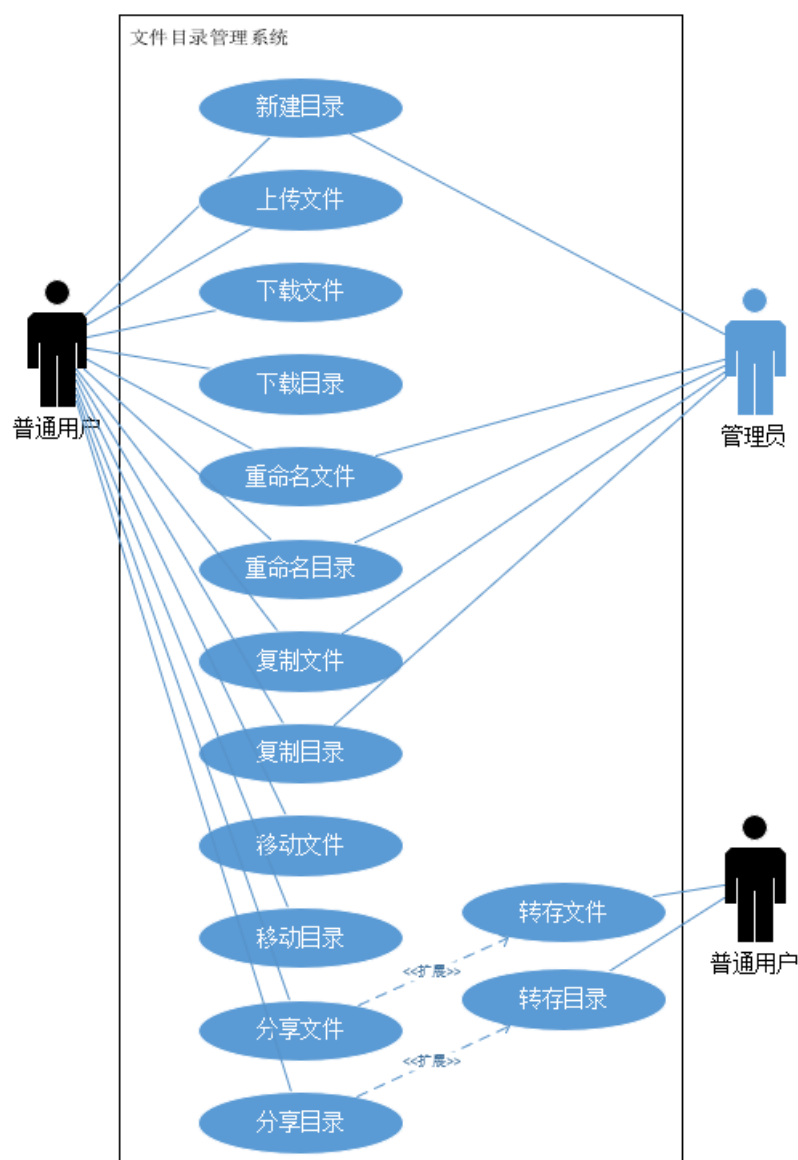 文件目录管理系统
新建目录
上传文件
下载文件
下载目录
普通用户
管理员
重命名文件
重命名目录
复制文件
复制目录
移动文件
转存文件
移动目录
普通用户
<<扩展>>
转存目录
分享文件
<<扩展>>
分享目录